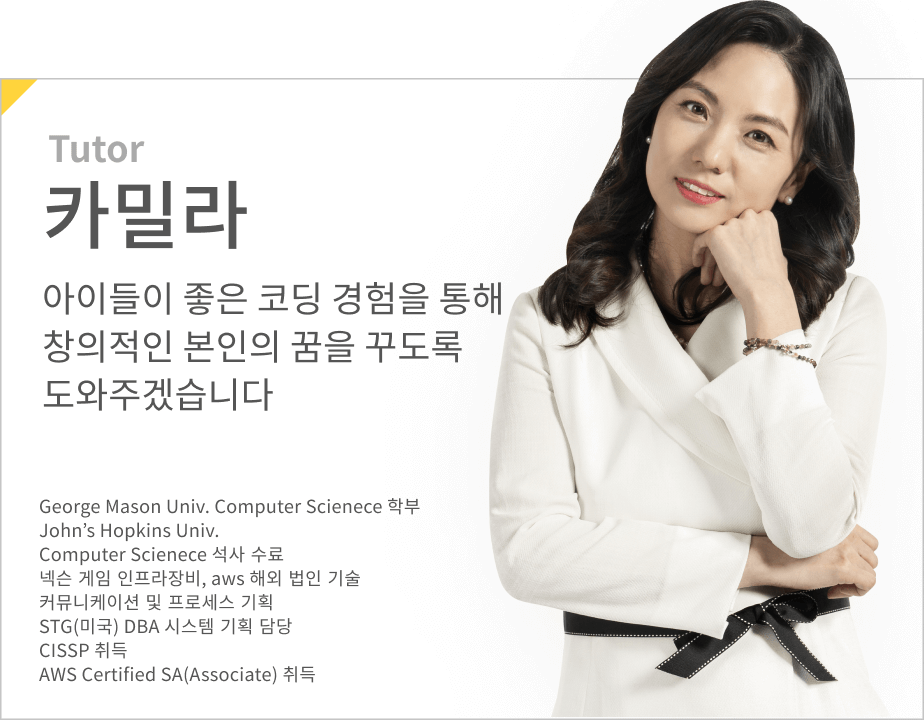 Tutor
카밀라
아이들이 좋은 코딩 경험을 통해
창의적인 본인의 꿈을 꾸도록
도와주겠습니다
George Mason Univ. Computer Scienece 학부
John’s Hopkins Univ.
Computer Scienece 석사 수료
넥슨 게임 인프라장비, aws 해외 법인 기술
커뮤니케이션 및 프로세스 기획
STG(미국) DBA 시스템 기획 담당
CISSP 취득
AWS Certified SA(Associate) 취득